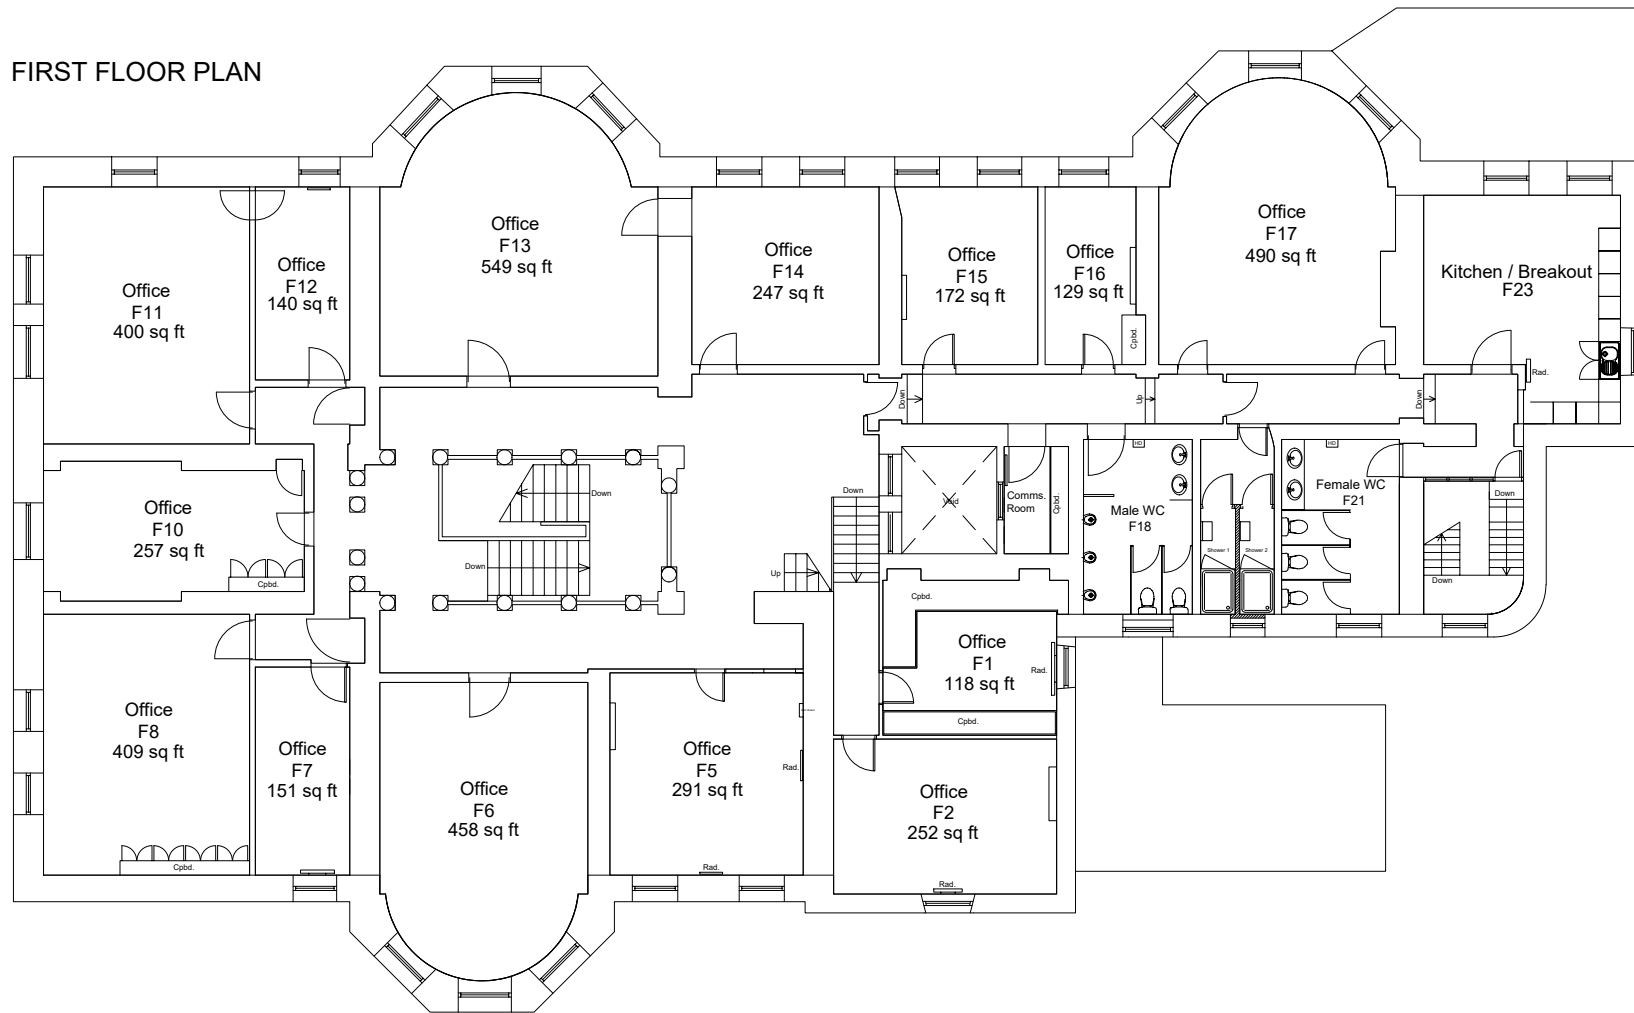 FIRST FLOOR PLAN
Office
F11
400 sq ft
Office
F12
140 sq ft
Office
F13
549 sq ft
Office
F14
247 sq ft
Office
F15
172 sq ft
Office
F16
129 sq ft
Cpbd.
Office
F17
490 sq ft
Kitchen / Breakout
F23
Rad.
Down
Up
Down
Office
F10
257 sq ft
Cpbd.
Down
Down
Up
Down
Void
Comms.
Room
Cpbd.
HD
Male WC
F18
Shower 1
Shower 2
HD
Female WC
F21
Down
Down
Cpbd.
Office
F1
118 sq ft
Rad.
Cpbd.
Office
F8
409 sq ft
Cpbd.
Office
F7
151 sq ft
Office
F6
458 sq ft
Office
F5
291 sq ft
Rad.
Rad.
Office
F2
252 sq ft
Rad.